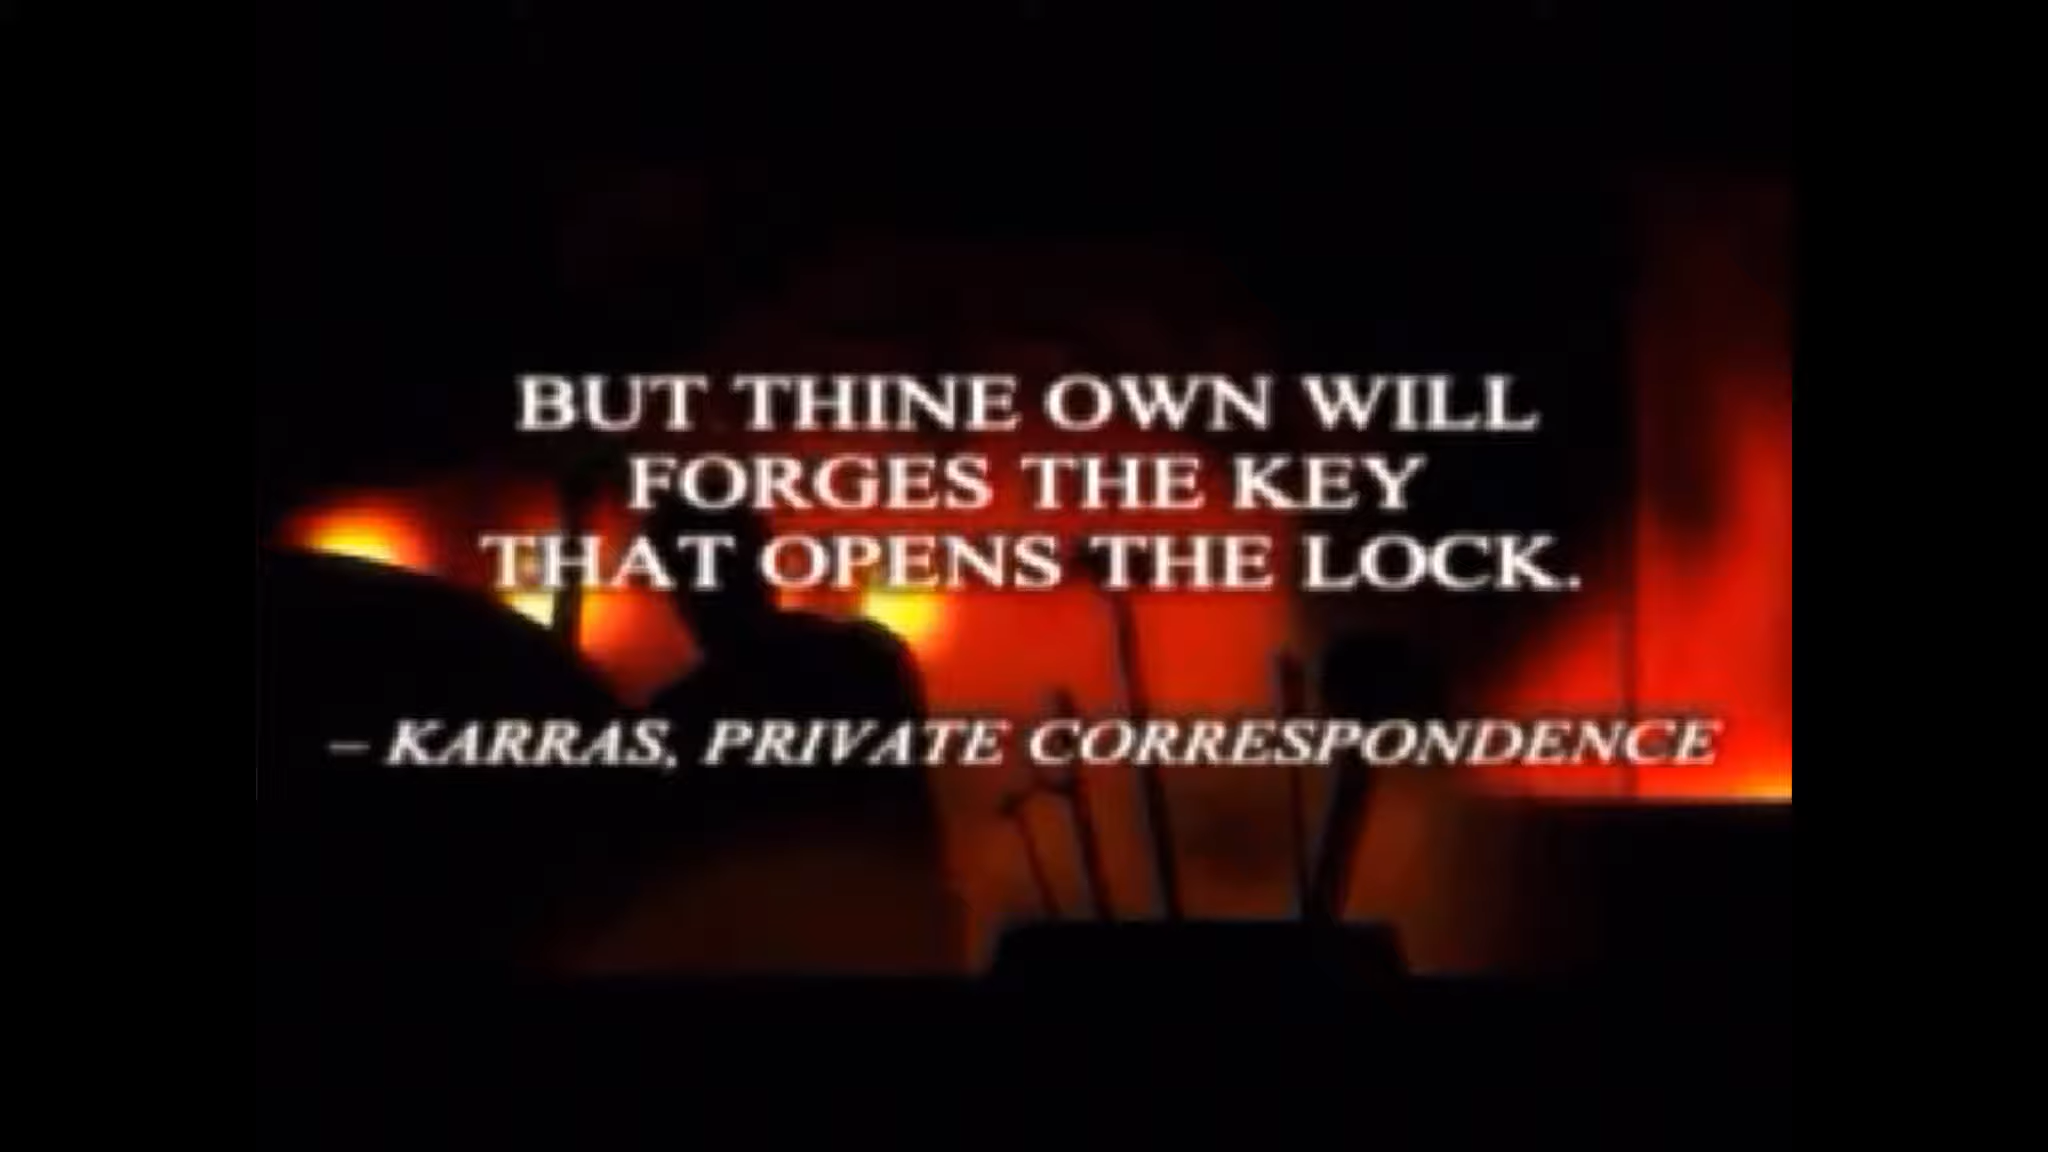 BUT THINE OWN WILL
FORGES THE KEY
THAT OPENS THE LOCK.
– KARRAS, PRIVATE CORRESPONDENCE